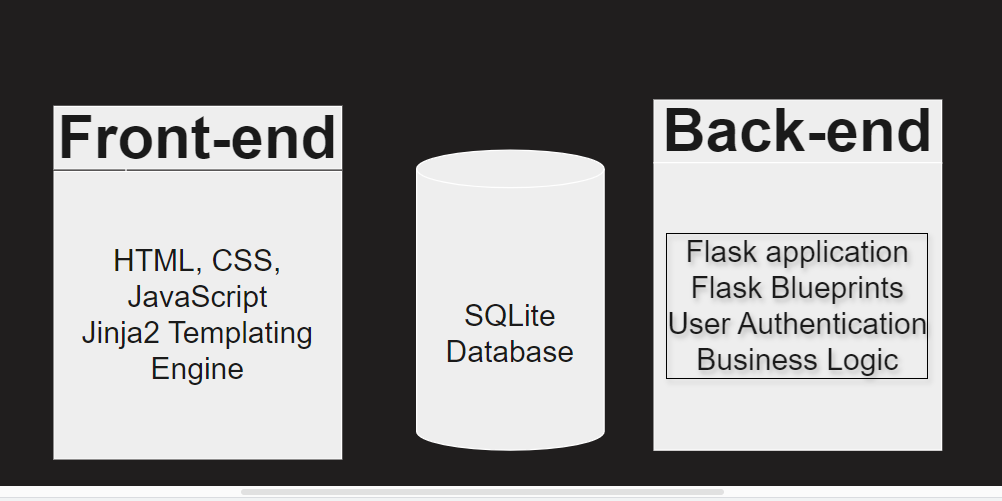 Front-end
HTML, CSS,
JavaScript
Jinja2 Templating
Engine
SQLite
Database
Back-end
Flask application
Flask Blueprints
User Authentication
Business Logic